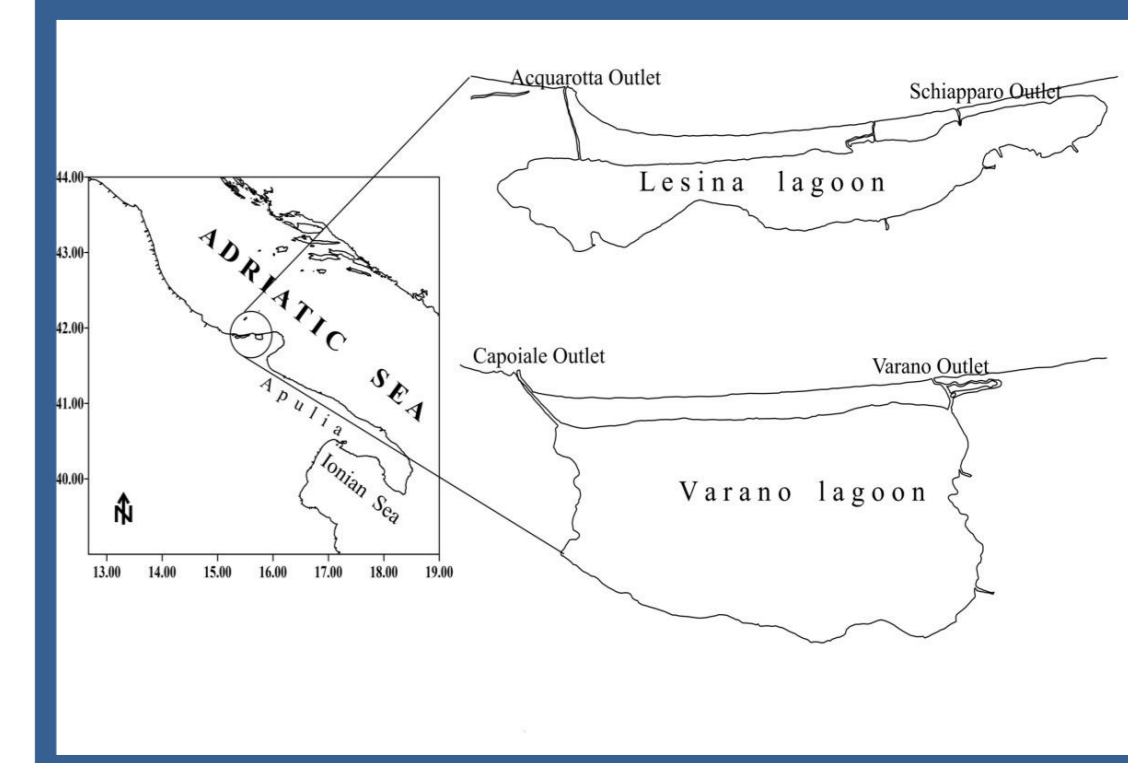 Acquarotta Outlet
Schiapparo Outlet
Lesina lagoon
44.00
43.00
42.00
41.00
40.00
ADRIATIC SEA
Apulia
Ionian Sea
N
13.00 14.00 15.00 16.00 17.00 18.00 19.00
Capoiale Outlet
Varano Outlet
Varano lagoon